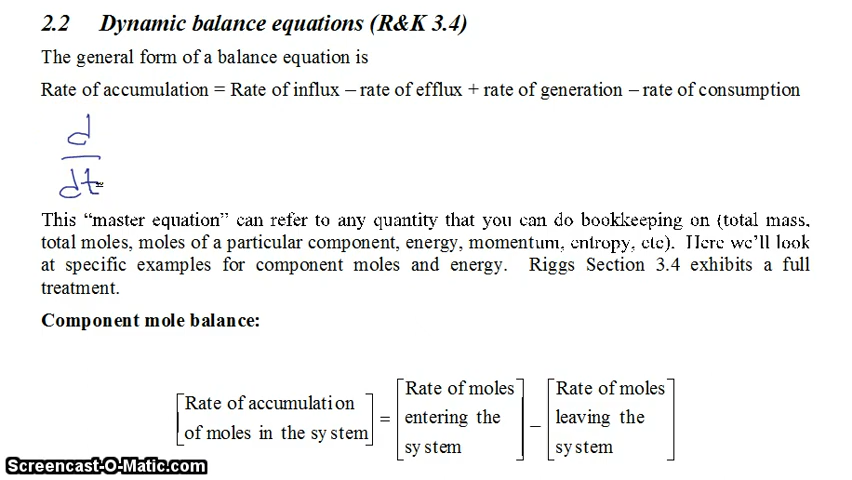 2.2 Dynamic balance equations (R&K 3.4)
The general form of a balance equation is
Rate of accumulation = Rate of influx – rate of efflux + rate of generation – rate of consumption
d
dt
This “master equation” can refer to any quantity that you can do bookkeeping on (total mass,
total moles, moles of a particular component, energy, momentum, entropy, etc). Here we’ll look
at specific examples for component moles and energy. Riggs Section 3.4 exhibits a full
treatment.
Component mole balance:
[Rate of accumulation of moles in the system] = [Rate of moles entering the system] – [Rate of moles leaving the system]
Screencast-O-Matic.com